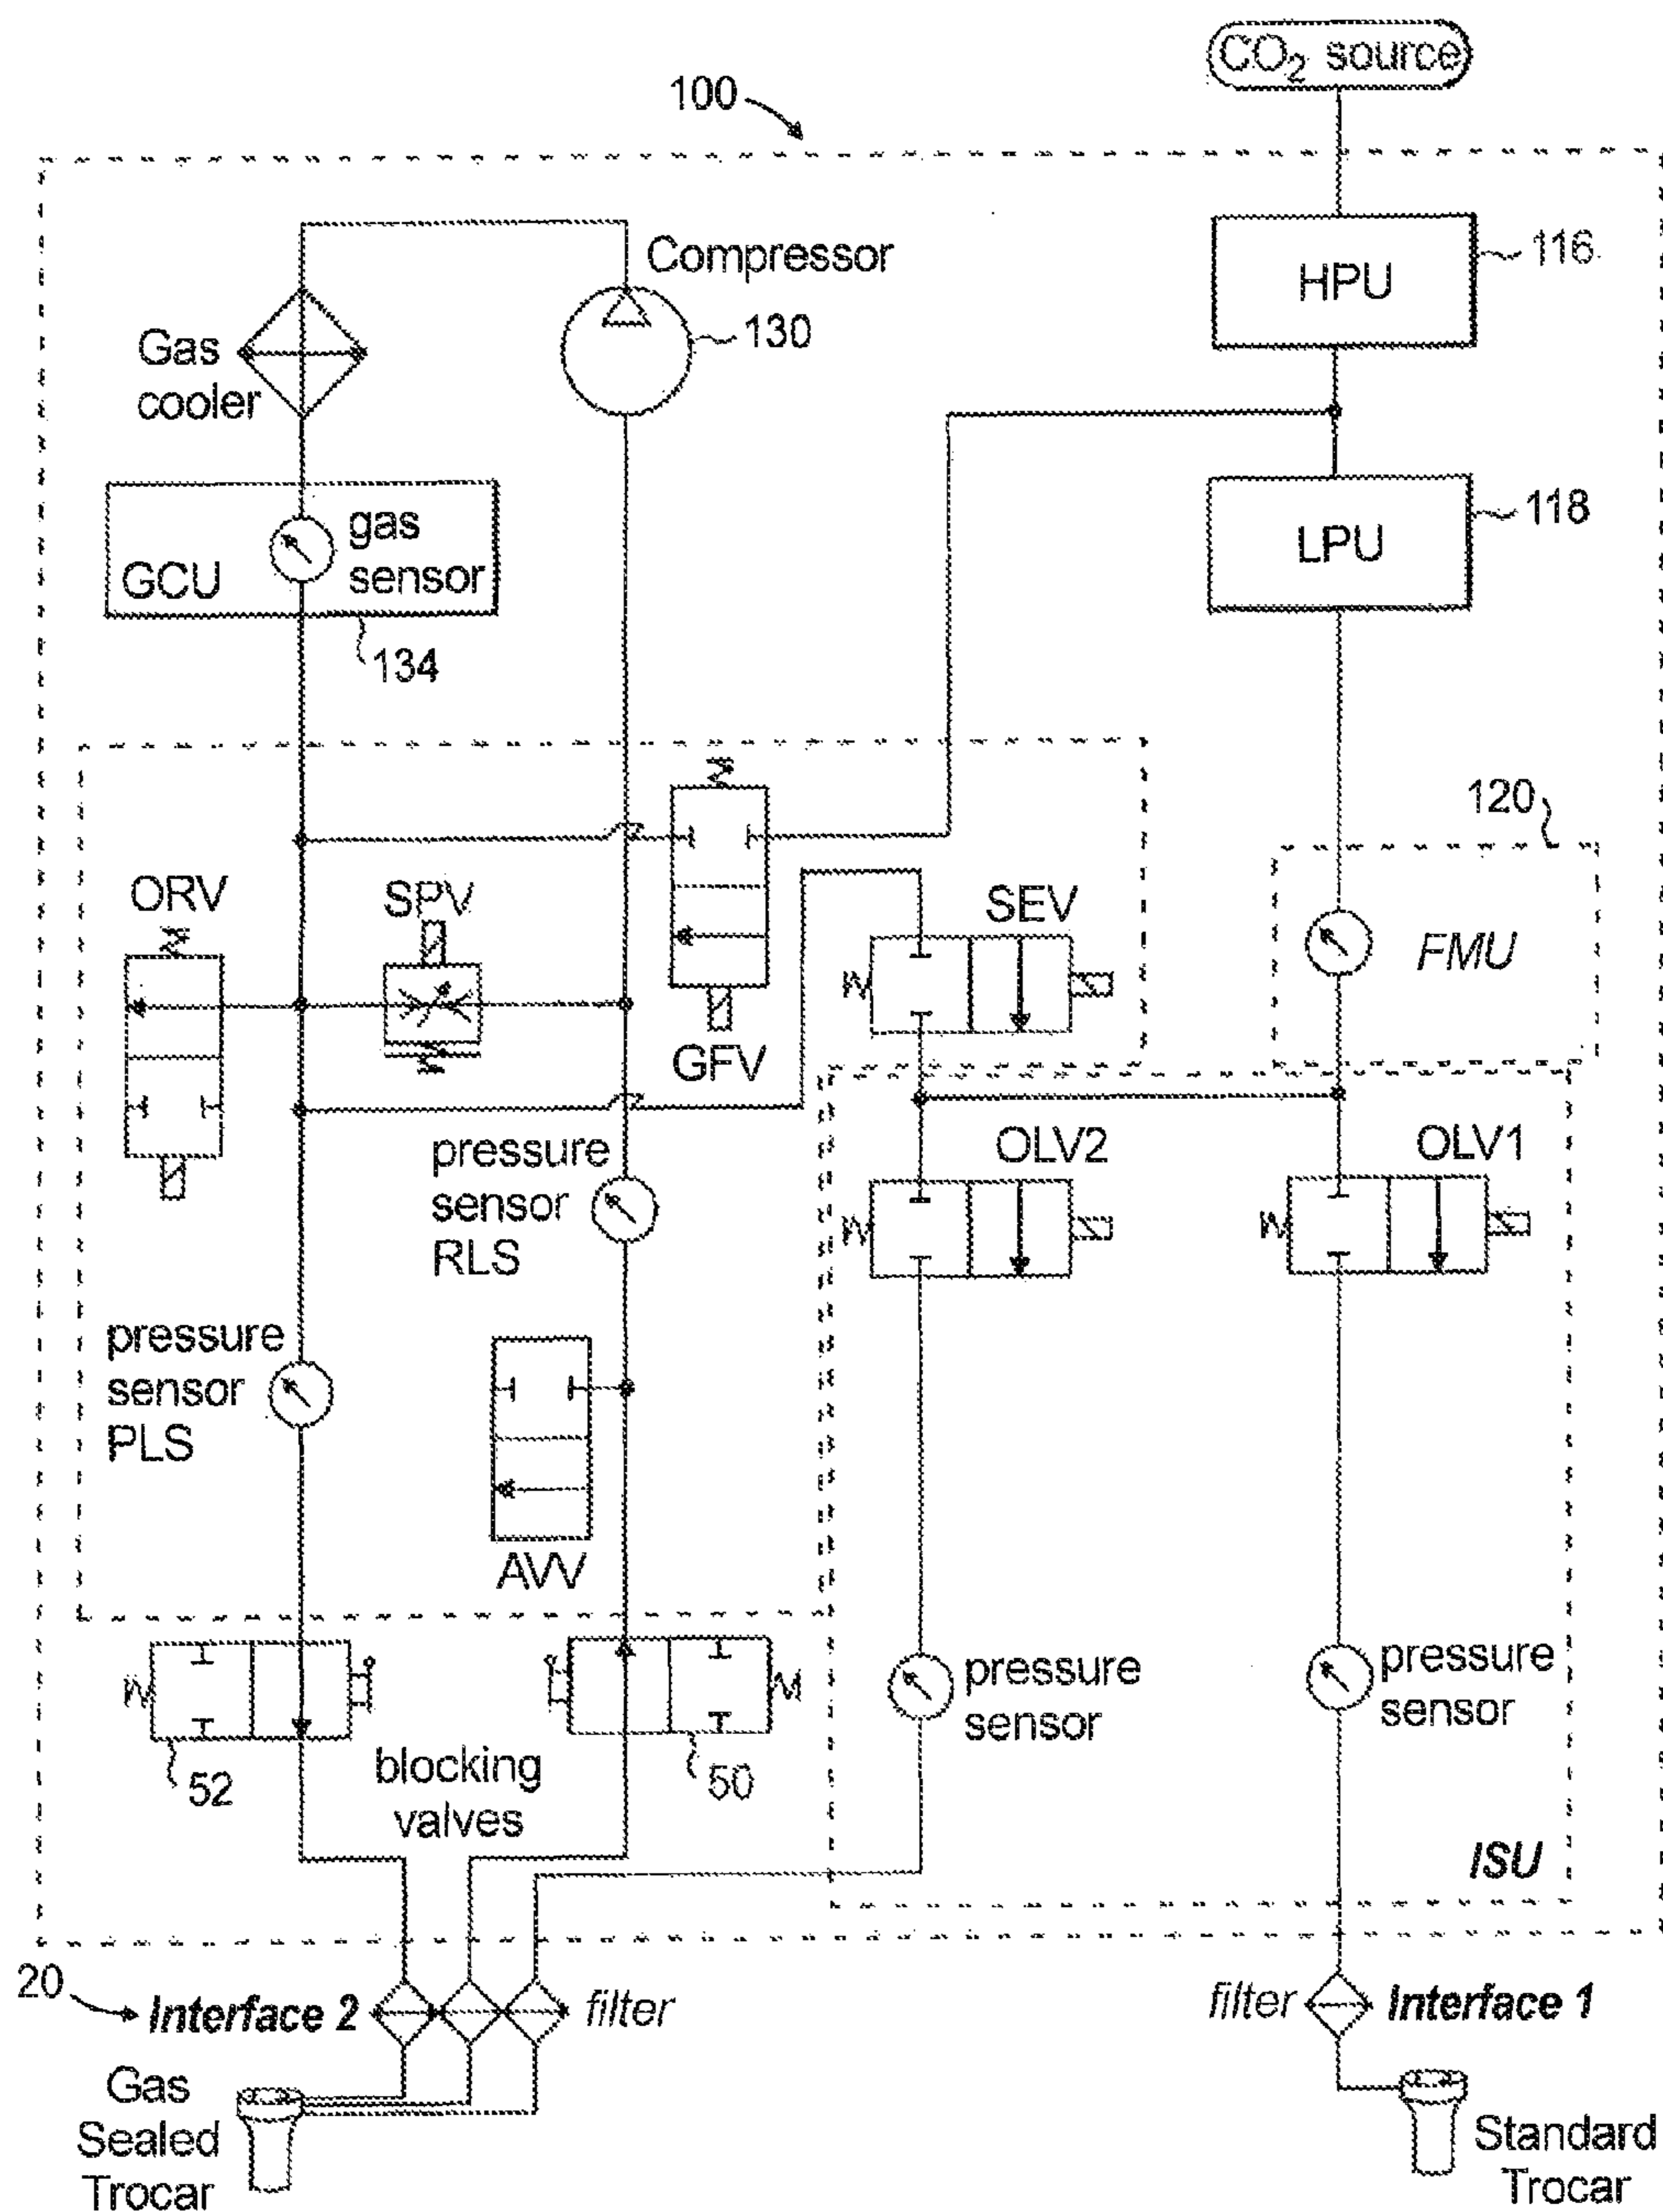 CO2 source
100
Compressor
130
HPU
116
Gas
cooler
LPU
118
GCU
gas
sensor
134
120
FMU
ORV
SPV
GFV
SEV
OLV2
OLV1
pressure
sensor
RLS
pressure
sensor
PLS
AVV
52
blocking
valves
50
pressure
sensor
pressure
sensor
ISU
20
Interface 2
filter
filter
Interface 1
Gas
Sealed
Trocar
Standard
Trocar